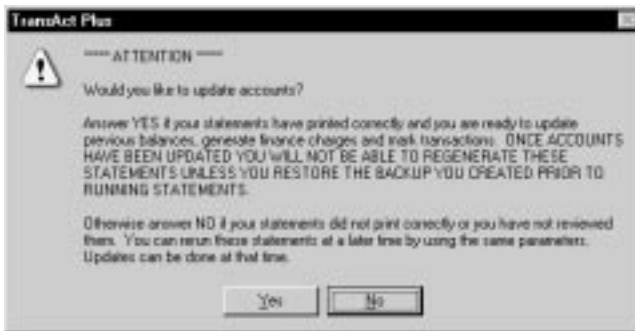 TransAct Plus
---- ATTENTION ----
Would you like to update accounts?
Answer YES if your statements have printed correctly and you are ready to update
previous balances, generate finance charges and mark transactions. ONCE ACCOUNTS
HAVE BEEN UPDATED YOU WILL NOT BE ABLE TO REGENERATE THESE
STATEMENTS UNLESS YOU RESTORE THE BACKUP YOU CREATED PRIOR TO
RUNNING STATEMENTS.
Otherwise answer NO if your statements did not print correctly or you have not reviewed
them. You can rerun these statements at a later time by using the same parameters.
Updates can be done at that time.
Yes
No